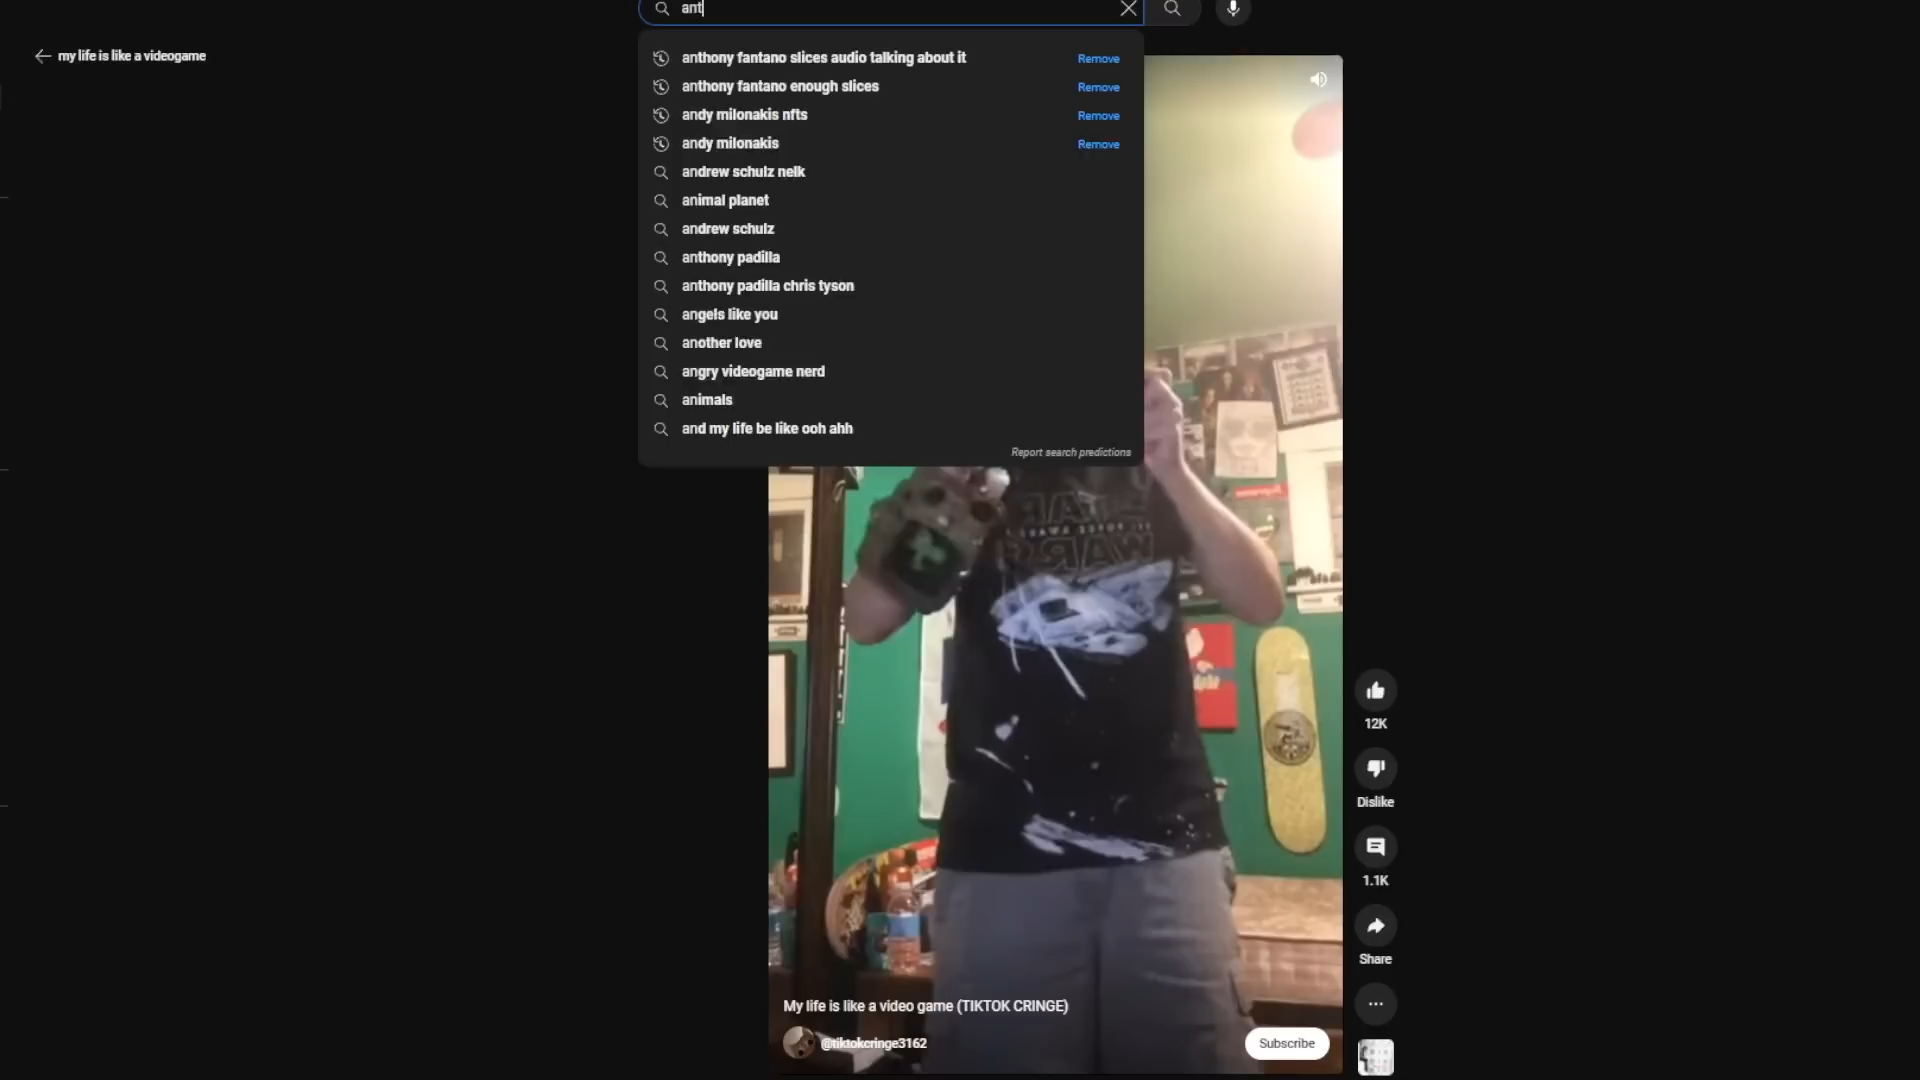 ant
my life is like a videogame
anthony fantano slices audio talking about it Remove
anthony fantano enough slices Remove
andy milonakis nfts Remove
andy milonakis Remove
andrew schulz nelk
animal planet
andrew schulz
anthony padilla
anthony padilla chris tyson
angels like you
another love
angry videogame nerd
animals
and my life be like ooh ahh
Report search predictions
12K
Dislike
1.1K
Share
My life is like a video game (TIKTOK CRINGE)
@tiktokcringe3162
Subscribe